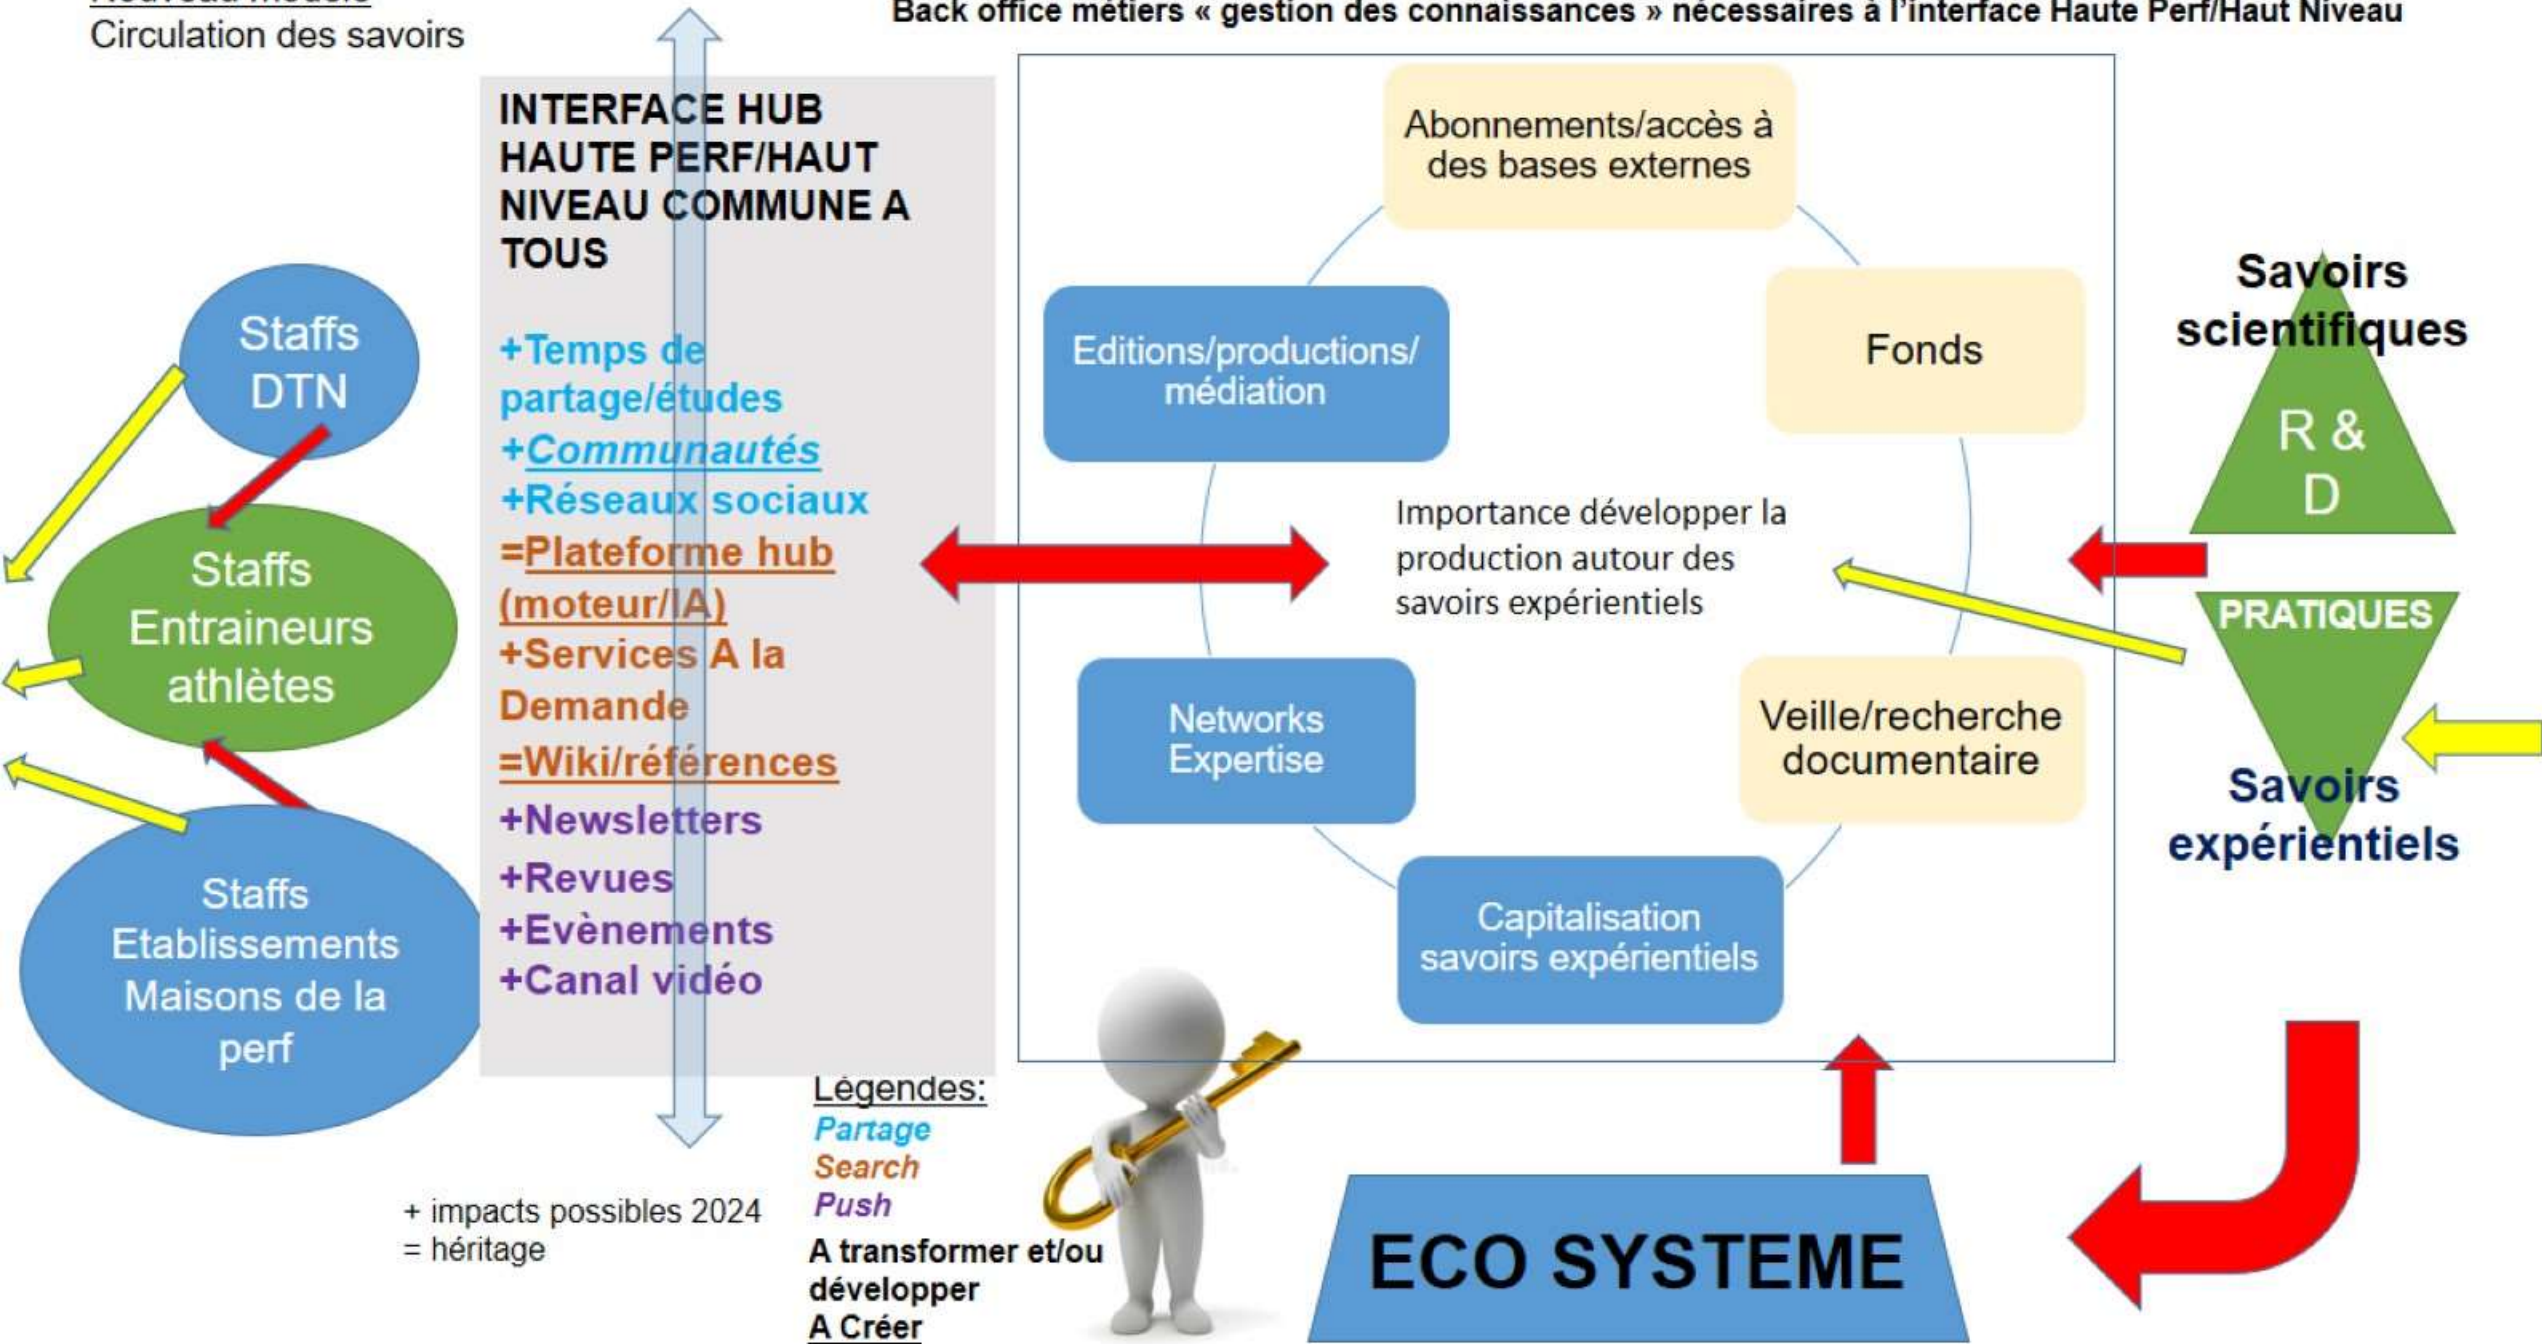 Nouveau modèle
Circulation des savoirs
Back office métiers « gestion des connaissances » nécessaires à l'interface Haute Perf/Haut Niveau
Staffs
DTN
Staffs
Entraineurs
athlètes
Staffs
Etablissements
Maisons de la
perf
INTERFACE HUB
HAUTE PERF/HAUT
NIVEAU COMMUNE A
TOUS
+Temps de
partage/études
+Communautés
+Réseaux sociaux
=Plateforme hub
(moteur/IA)
+Services A la
Demande
=Wiki/références
+Newsletters
+Revues
+Evènements
+Canal vidéo
Abonnements/accès à
des bases externes
Editions/productions/
médiation
Fonds
Importance développer la
production autour des
savoirs expérientiels
Networks
Expertise
Veille/recherche
documentaire
Capitalisation
savoirs expérientiels
Savoirs
scientifiques
R &
D
PRATIQUES
Savoirs
expérientiels
Légendes:
Partage
Search
Push
A transformer et/ou
développer
A Créer
+ impacts possibles 2024
= héritage
ECO SYSTEME